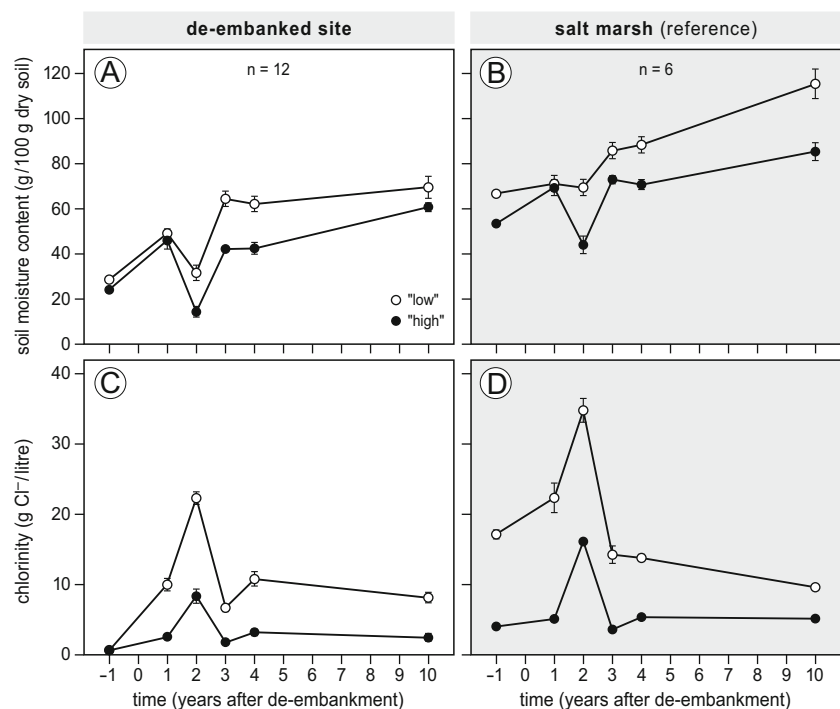 de-embanked site
salt marsh (reference)
A
n = 12
B
n = 6
soil moisture content (g/100 g dry soil)
120
100
80
60
40
20
0
"low"
"high"
C
D
chlorinity (g Cl⁻/litre)
40
30
20
10
0
−1 0 1 2 3 4 5 6 7 8 9 10
−1 0 1 2 3 4 5 6 7 8 9 10
time (years after de-embankment)
time (years after de-embankment)